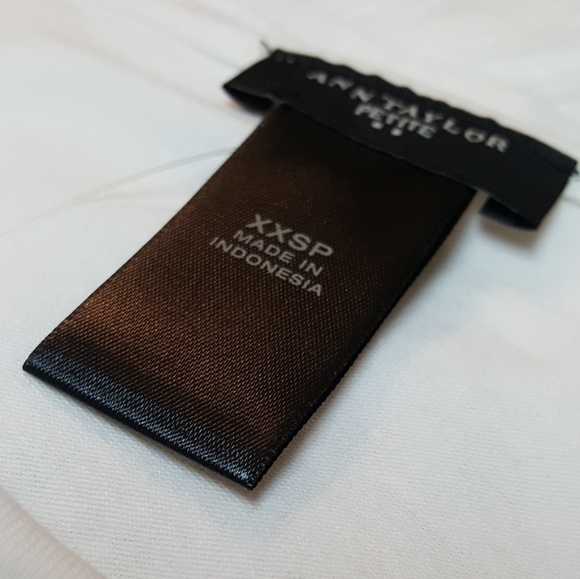 ANN TAYLOR
PETITE
XXSP
MADE IN
INDONESIA